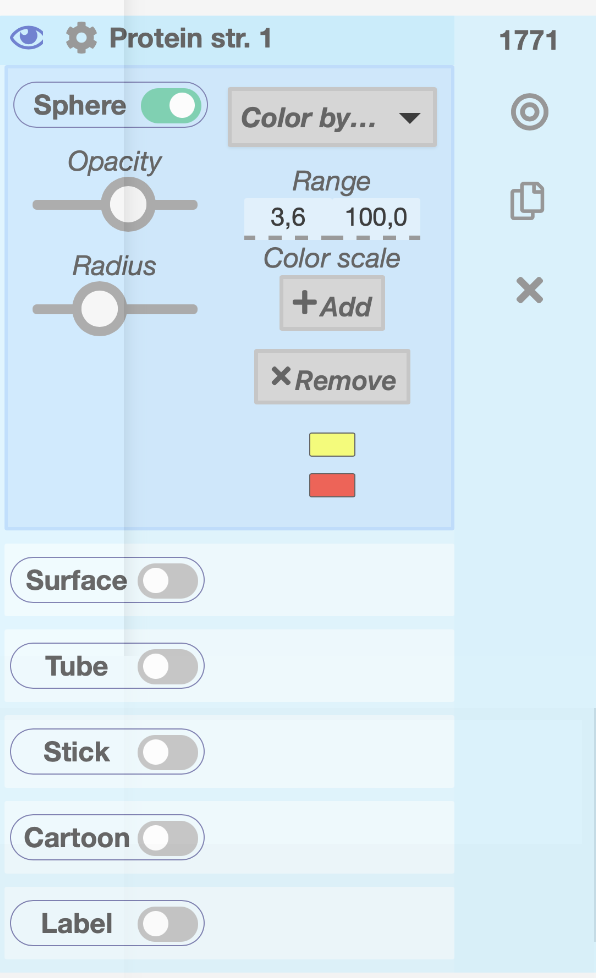 Protein str. 1
1771
Sphere
Color by...
Opacity
Range
3,6 100,0
Radius
Color scale
+Add
×Remove
Surface
Tube
Stick
Cartoon
Label